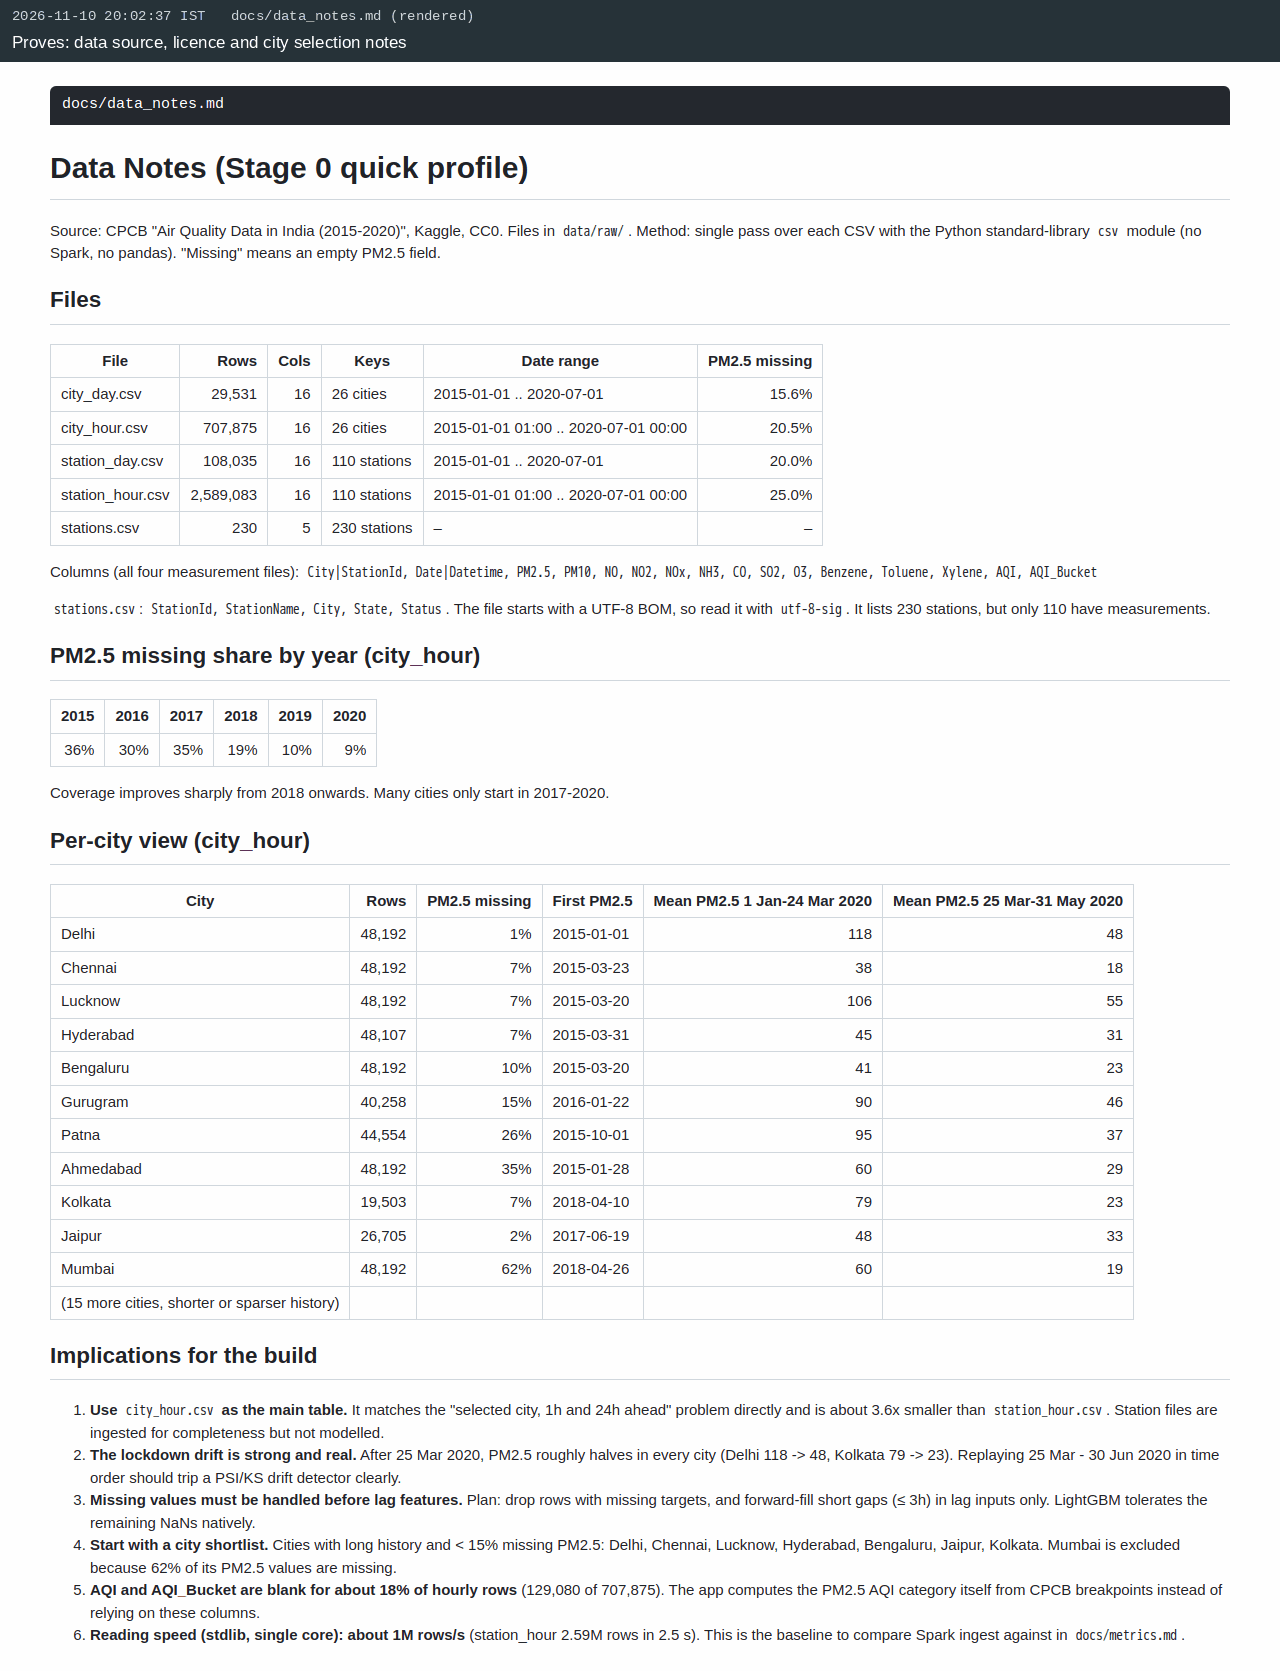 2026-11-10 20:02:37 IST   docs/data_notes.md (rendered)
Proves: data source, licence and city selection notes
docs/data_notes.md
Data Notes (Stage 0 quick profile)
Source: CPCB "Air Quality Data in India (2015-2020)", Kaggle, CC0. Files in data/raw/ . Method: single pass over each CSV with the Python standard-library csv module (no
Spark, no pandas). "Missing" means an empty PM2.5 field.
Files
File Rows Cols Keys Date range PM2.5 missing
city_day.csv 29,531 16 26 cities 2015-01-01 .. 2020-07-01 15.6%
city_hour.csv 707,875 16 26 cities 2015-01-01 01:00 .. 2020-07-01 00:00 20.5%
station_day.csv 108,035 16 110 stations 2015-01-01 .. 2020-07-01 20.0%
station_hour.csv 2,589,083 16 110 stations 2015-01-01 01:00 .. 2020-07-01 00:00 25.0%
stations.csv 230 5 230 stations – –
Columns (all four measurement files): City|StationId, Date|Datetime, PM2.5, PM10, NO, NO2, NOx, NH3, CO, SO2, O3, Benzene, Toluene, Xylene, AQI, AQI_Bucket
stations.csv : StationId, StationName, City, State, Status . The file starts with a UTF-8 BOM, so read it with utf-8-sig . It lists 230 stations, but only 110 have measurements.
PM2.5 missing share by year (city_hour)
2015 2016 2017 2018 2019 2020
36% 30% 35% 19% 10% 9%
Coverage improves sharply from 2018 onwards. Many cities only start in 2017-2020.
Per-city view (city_hour)
City Rows PM2.5 missing First PM2.5 Mean PM2.5 1 Jan-24 Mar 2020 Mean PM2.5 25 Mar-31 May 2020
Delhi 48,192 1% 2015-01-01 118 48
Chennai 48,192 7% 2015-03-23 38 18
Lucknow 48,192 7% 2015-03-20 106 55
Hyderabad 48,107 7% 2015-03-31 45 31
Bengaluru 48,192 10% 2015-03-20 41 23
Gurugram 40,258 15% 2016-01-22 90 46
Patna 44,554 26% 2015-10-01 95 37
Ahmedabad 48,192 35% 2015-01-28 60 29
Kolkata 19,503 7% 2018-04-10 79 23
Jaipur 26,705 2% 2017-06-19 48 33
Mumbai 48,192 62% 2018-04-26 60 19
(15 more cities, shorter or sparser history)
Implications for the build
1. Use city_hour.csv as the main table. It matches the "selected city, 1h and 24h ahead" problem directly and is about 3.6x smaller than station_hour.csv . Station files are
ingested for completeness but not modelled.
2. The lockdown drift is strong and real. After 25 Mar 2020, PM2.5 roughly halves in every city (Delhi 118 -> 48, Kolkata 79 -> 23). Replaying 25 Mar - 30 Jun 2020 in time
order should trip a PSI/KS drift detector clearly.
3. Missing values must be handled before lag features. Plan: drop rows with missing targets, and forward-fill short gaps (≤ 3h) in lag inputs only. LightGBM tolerates the
remaining NaNs natively.
4. Start with a city shortlist. Cities with long history and < 15% missing PM2.5: Delhi, Chennai, Lucknow, Hyderabad, Bengaluru, Jaipur, Kolkata. Mumbai is excluded
because 62% of its PM2.5 values are missing.
5. AQI and AQI_Bucket are blank for about 18% of hourly rows (129,080 of 707,875). The app computes the PM2.5 AQI category itself from CPCB breakpoints instead of
relying on these columns.
6. Reading speed (stdlib, single core): about 1M rows/s (station_hour 2.59M rows in 2.5 s). This is the baseline to compare Spark ingest against in docs/metrics.md .